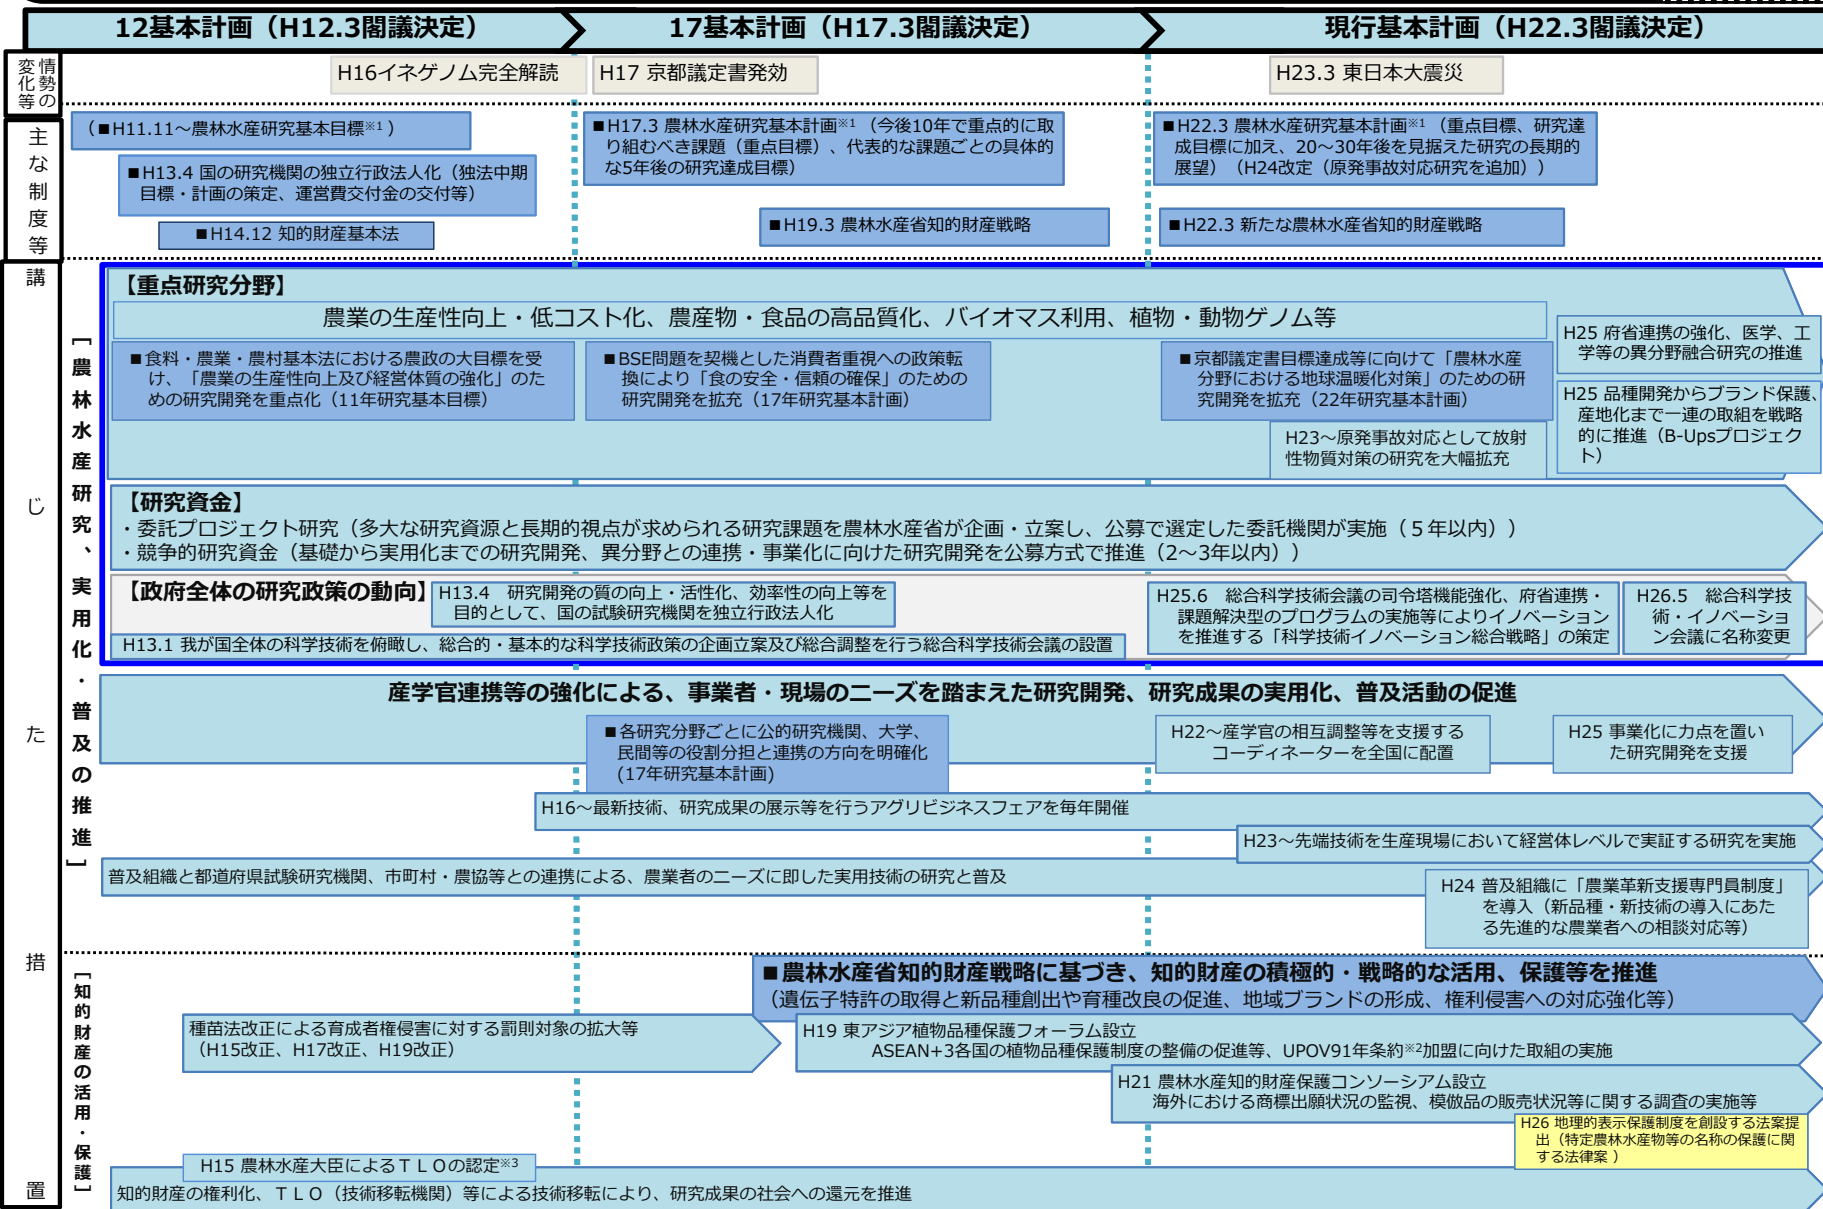 12基本計画（H12.3閣議決定）
17基本計画（H17.3閣議決定）
現行基本計画（H22.3閣議決定）
情勢の
変化等
H16イネゲノム完全解読
H17 京都議定書発効
H23.3 東日本大震災
主な制度等
（■H11.11～農林水産研究基本目標※1 ）
■H13.4 国の研究機関の独立行政法人化（独法中期
目標・計画の策定、運営費交付金の交付等）
■H14.12 知的財産基本法
■H17.3 農林水産研究基本計画※1 （今後10年で重点的に取
り組むべき課題（重点目標）、代表的な課題ごとの具体的
な5年後の研究達成目標）
■H19.3 農林水産省知的財産戦略
■H22.3 農林水産研究基本計画※1 （重点目標、研究達
成目標に加え、20～30年後を見据えた研究の長期的
展望）（H24改定（原発事故対応研究を追加））
■H22.3 新たな農林水産省知的財産戦略
講じた措置
［農林水産研究、実用化・普及の推進］
【重点研究分野】
農業の生産性向上・低コスト化、農産物・食品の高品質化、バイオマス利用、植物・動物ゲノム等
■食料・農業・農村基本法における農政の大目標を受
け、「農業の生産性向上及び経営体質の強化」のた
めの研究開発を重点化（11年研究基本目標）
■BSE問題を契機とした消費者重視への政策転
換により「食の安全・信頼の確保」のための
研究開発を拡充（17年研究基本計画）
■京都議定書目標達成等に向けて「農林水産
分野における地球温暖化対策」のための研
究開発を拡充（22年研究基本計画）
H23～原発事故対応として放射
性物質対策の研究を大幅拡充
H25 府省連携の強化、医学、工
学等の異分野融合研究の推進
H25 品種開発からブランド保護、
産地化まで一連の取組を戦略
的に推進（B-Upsプロジェク
ト）
【研究資金】
・委託プロジェクト研究（多大な研究資源と長期的視点が求められる研究課題を農林水産省が企画・立案し、公募で選定した委託機関が実施（５年以内））
・競争的研究資金（基礎から実用化までの研究開発、異分野との連携・事業化に向けた研究開発を公募方式で推進（2～3年以内））
【政府全体の研究政策の動向】
H13.4　研究開発の質の向上・活性化、効率性の向上等を
目的として、国の試験研究機関を独立行政法人化
H13.1 我が国全体の科学技術を俯瞰し、総合的・基本的な科学技術政策の企画立案及び総合調整を行う総合科学技術会議の設置
H25.6　総合科学技術会議の司令塔機能強化、府省連携・
課題解決型のプログラムの実施等によりイノベーション
を推進する「科学技術イノベーション総合戦略」の策定
H26.5　総合科学技
術・イノベーショ
ン会議に名称変更
産学官連携等の強化による、事業者・現場のニーズを踏まえた研究開発、研究成果の実用化、普及活動の促進
■各研究分野ごとに公的研究機関、大学、
民間等の役割分担と連携の方向を明確化
(17年研究基本計画)
H22～産学官の相互調整等を支援する
コーディネーターを全国に配置
H25 事業化に力点を置い
た研究開発を支援
H16～最新技術、研究成果の展示等を行うアグリビジネスフェアを毎年開催
H23～先端技術を生産現場において経営体レベルで実証する研究を実施
普及組織と都道府県試験研究機関、市町村・農協等との連携による、農業者のニーズに即した実用技術の研究と普及
H24 普及組織に「農業革新支援専門員制度」
を導入（新品種・新技術の導入にあた
る先進的な農業者への相談対応等）
［知的財産の活用・保護］
■農林水産省知的財産戦略に基づき、知的財産の積極的・戦略的な活用、保護等を推進
（遺伝子特許の取得と新品種創出や育種改良の促進、地域ブランドの形成、権利侵害への対応強化等）
種苗法改正による育成者権侵害に対する罰則対象の拡大等
（H15改正、H17改正、H19改正）
H19 東アジア植物品種保護フォーラム設立
ASEAN+3各国の植物品種保護制度の整備の促進等、UPOV91年条約※2加盟に向けた取組の実施
H21 農林水産知的財産保護コンソーシアム設立
海外における商標出願状況の監視、模倣品の販売状況等に関する調査の実施等
H26 地理的表示保護制度を創設する法案提
出（特定農林水産物等の名称の保護に関
する法律案 ）
H15 農林水産大臣によるＴＬＯの認定※3
知的財産の権利化、ＴＬＯ（技術移転機関）等による技術移転により、研究成果の社会への還元を推進